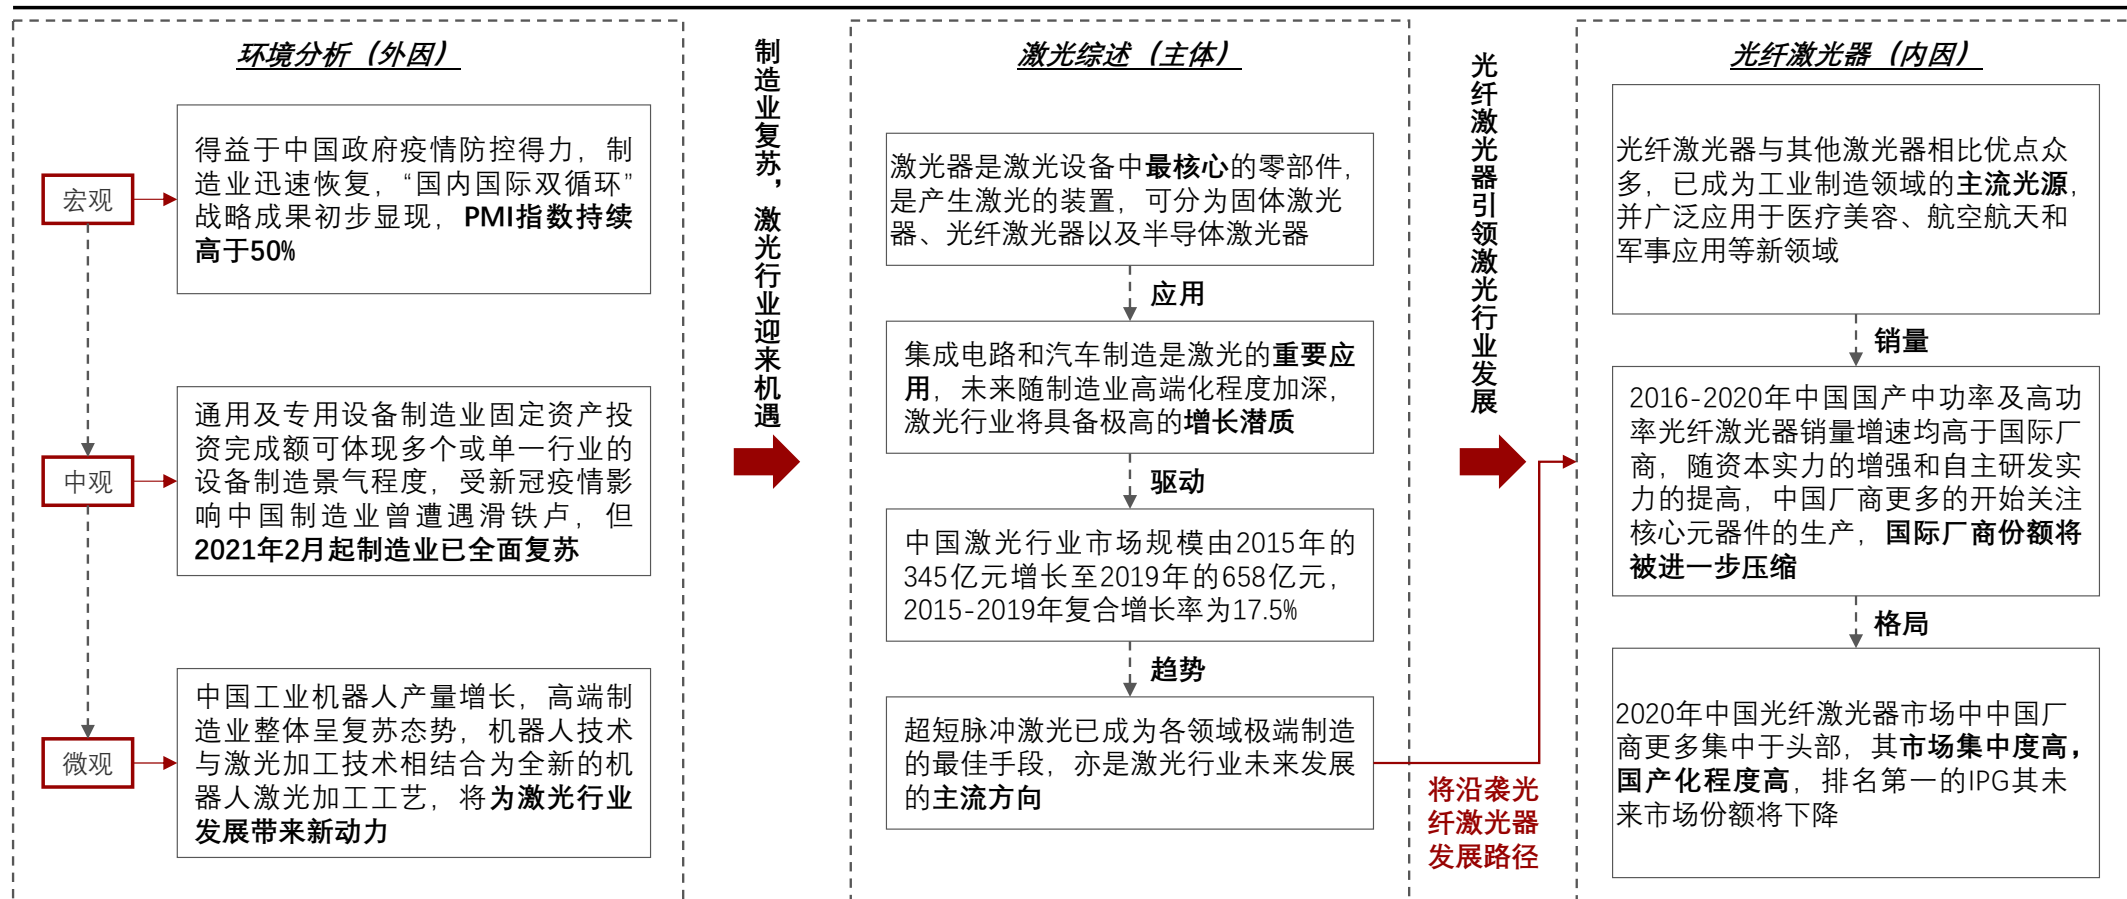 环境分析（外因）
宏观
得益于中国政府疫情防控得力，制
造业迅速恢复，“国内国际双循环”
战略成果初步显现，PMI指数持续
高于50%
中观
通用及专用设备制造业固定资产投
资完成额可体现多个或单一行业的
设备制造景气程度，受新冠疫情影
响中国制造业曾遭遇滑铁卢，但
2021年2月起制造业已全面复苏
微观
中国工业机器人产量增长，高端制
造业整体呈复苏态势，机器人技术
与激光加工技术相结合为全新的机
器人激光加工工艺，将为激光行业
发展带来新动力
制造业复苏，激光行业迎来机遇
激光综述（主体）
激光器是激光设备中最核心的零部件，
是产生激光的装置，可分为固体激光
器、光纤激光器以及半导体激光器
应用
集成电路和汽车制造是激光的重要应
用，未来随制造业高端化程度加深，
激光行业将具备极高的增长潜质
驱动
中国激光行业市场规模由2015年的
345亿元增长至2019年的658亿元，
2015-2019年复合增长率为17.5%
趋势
超短脉冲激光已成为各领域极端制造
的最佳手段，亦是激光行业未来发展
的主流方向
光纤激光器引领激光行业发展
将沿袭光
纤激光器
发展路径
光纤激光器（内因）
光纤激光器与其他激光器相比优点众
多，已成为工业制造领域的主流光源，
并广泛应用于医疗美容、航空航天和
军事应用等新领域
销量
2016-2020年中国国产中功率及高功
率光纤激光器销量增速均高于国际厂
商，随资本实力的增强和自主研发实
力的提高，中国厂商更多的开始关注
核心元器件的生产，国际厂商份额将
被进一步压缩
格局
2020年中国光纤激光器市场中中国厂
商更多集中于头部，其市场集中度高，
国产化程度高，排名第一的IPG其未
来市场份额将下降